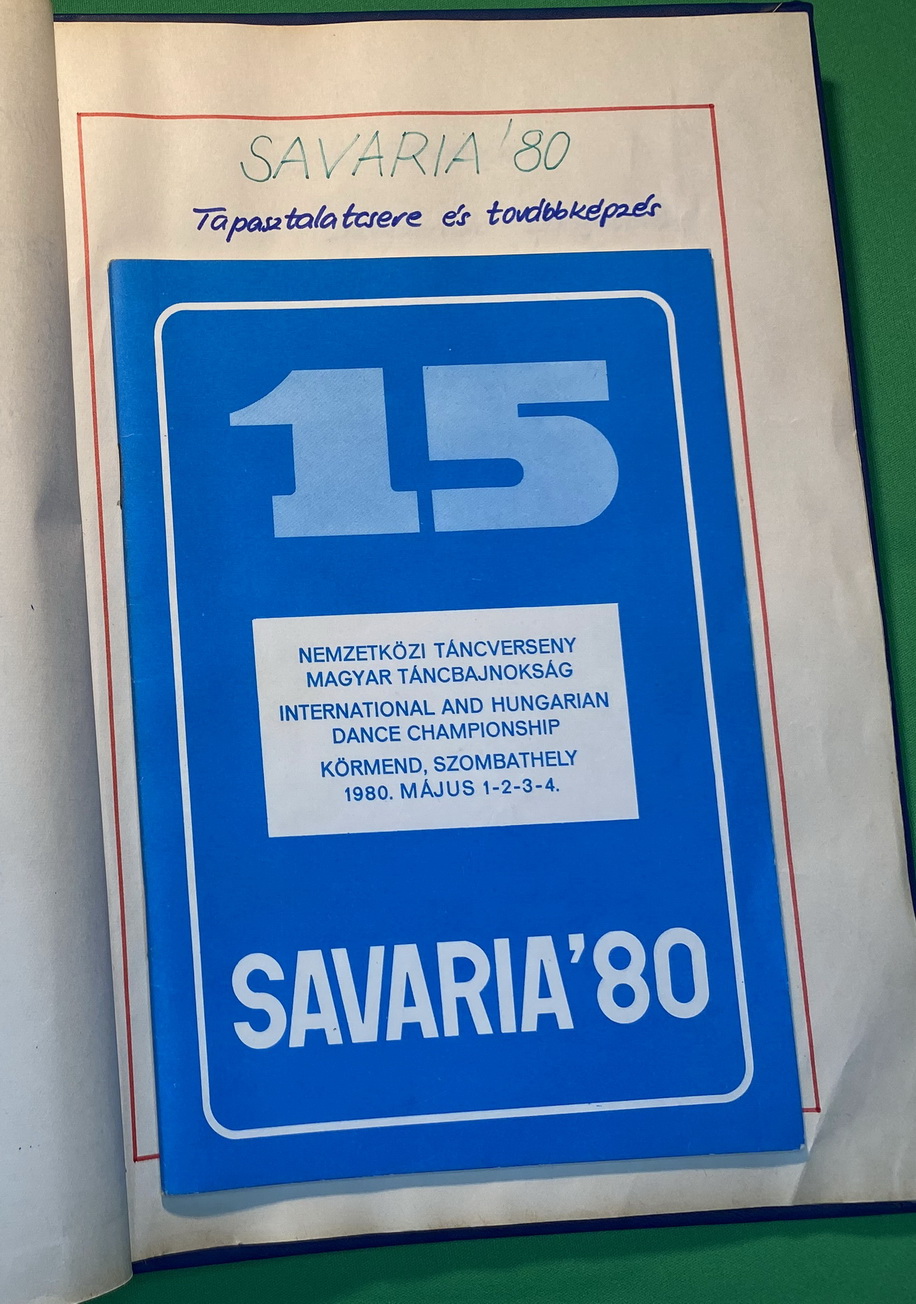 SAVARIA '80
Tapasztalatcsere és továbbképzés
15
NEMZETKÖZI TÁNCVERSENY
MAGYAR TÁNCBAJNOKSÁG
INTERNATIONAL AND HUNGARIAN
DANCE CHAMPIONSHIP
KÖRMEND, SZOMBATHELY
1980. MÁJUS 1-2-3-4.
SAVARIA'80